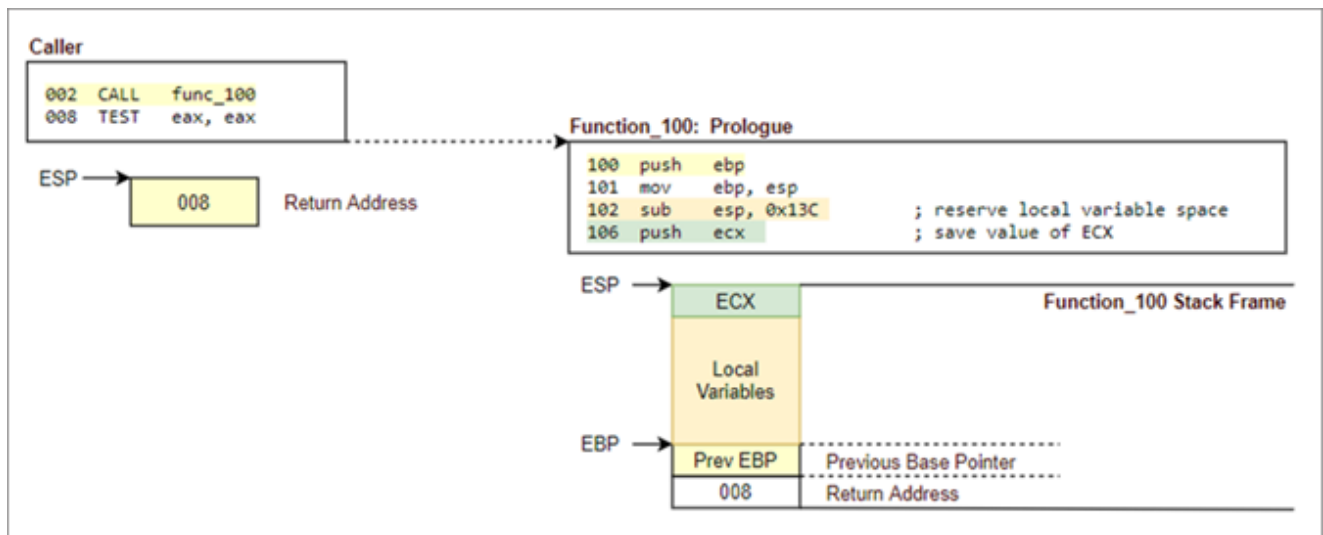 Caller
002 CALL func_100
008 TEST eax, eax
ESP
008 Return Address
Function_100: Prologue
100 push ebp
101 mov ebp, esp
102 sub esp, 0x13C ; reserve local variable space
106 push ecx ; save value of ECX
ESP
ECX
Function_100 Stack Frame
Local
Variables
EBP
Prev EBP Previous Base Pointer
008 Return Address